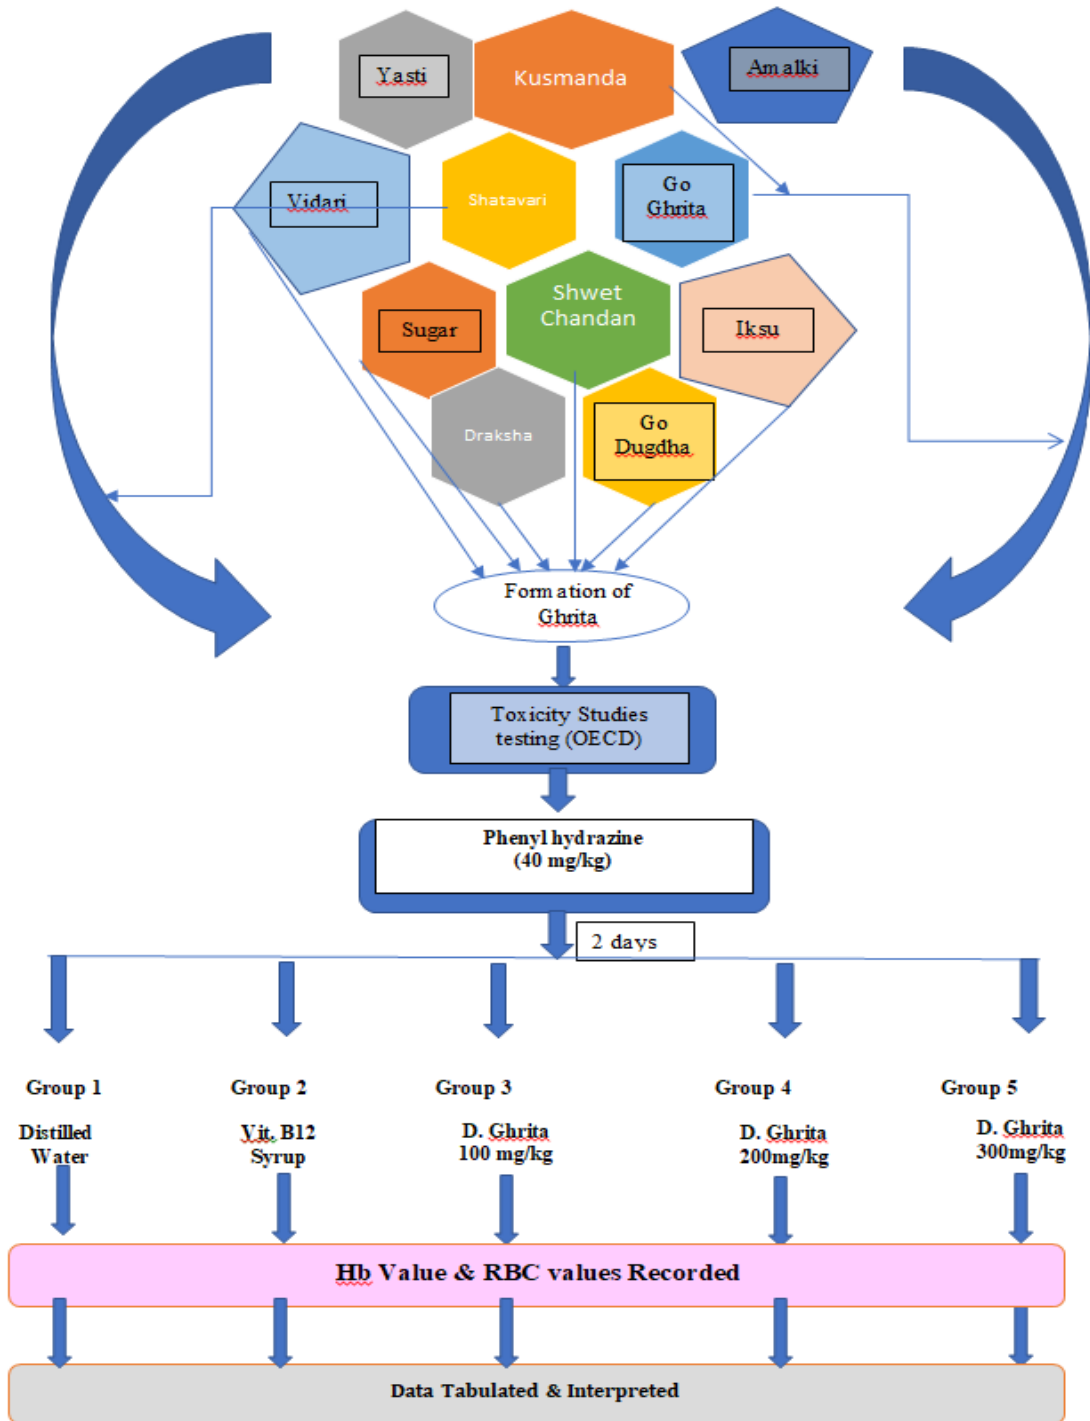 Yasti
Kusmanda
Amalki
Vidari
Shatavari
Go
Ghrita
Sugar
Shwet
Chandan
Iksu
Draksha
Go
Dugdha
Formation of
Ghrita
Toxicity Studies
testing (OECD)
Phenyl hydrazine
(40 mg/kg)
2 days
Group 1
Group 2
Group 3
Group 4
Group 5
Distilled
Water
Vit. B12
Syrup
D. Ghrita
100 mg/kg
D. Ghrita
200mg/kg
D. Ghrita
300mg/kg
Hb Value & RBC values Recorded
Data Tabulated & Interpreted